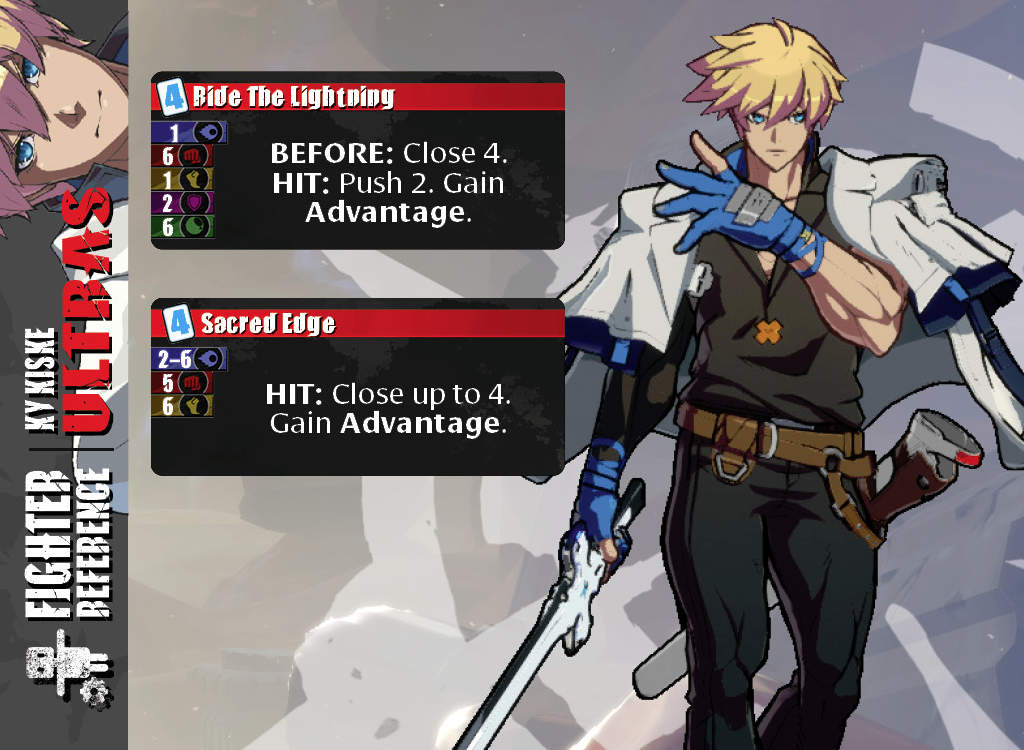 FIGHTER REFERENCE
KY KISKE
ULTRAS
4 Ride The Lightning
1
6
1
2
6
BEFORE: Close 4.
HIT: Push 2. Gain
Advantage.
4 Sacred Edge
2-6
5
6
HIT: Close up to 4.
Gain Advantage.